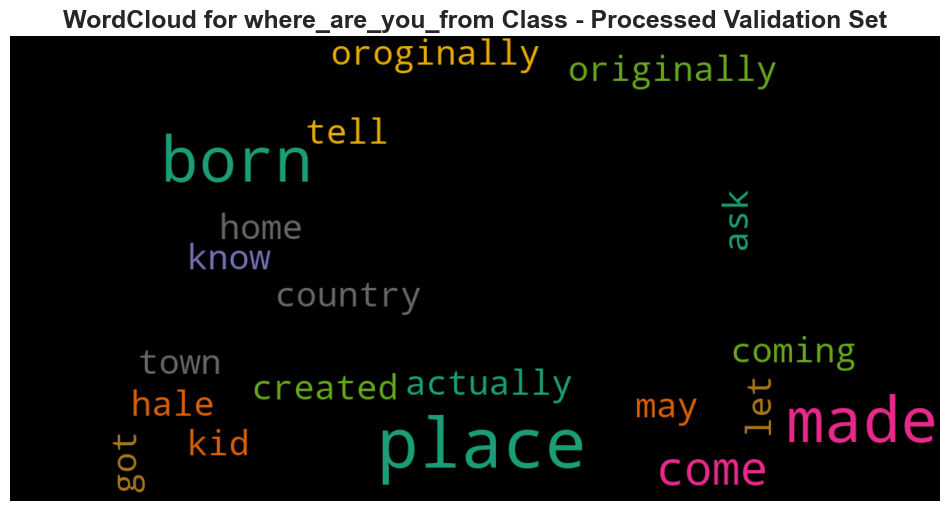 WordCloud for where_are_you_from Class - Processed Validation Set
oroginally
originally
tell
born
ask
home
know
country
town
coming
created
actually
hale
may
let
made
kid
place
got
come